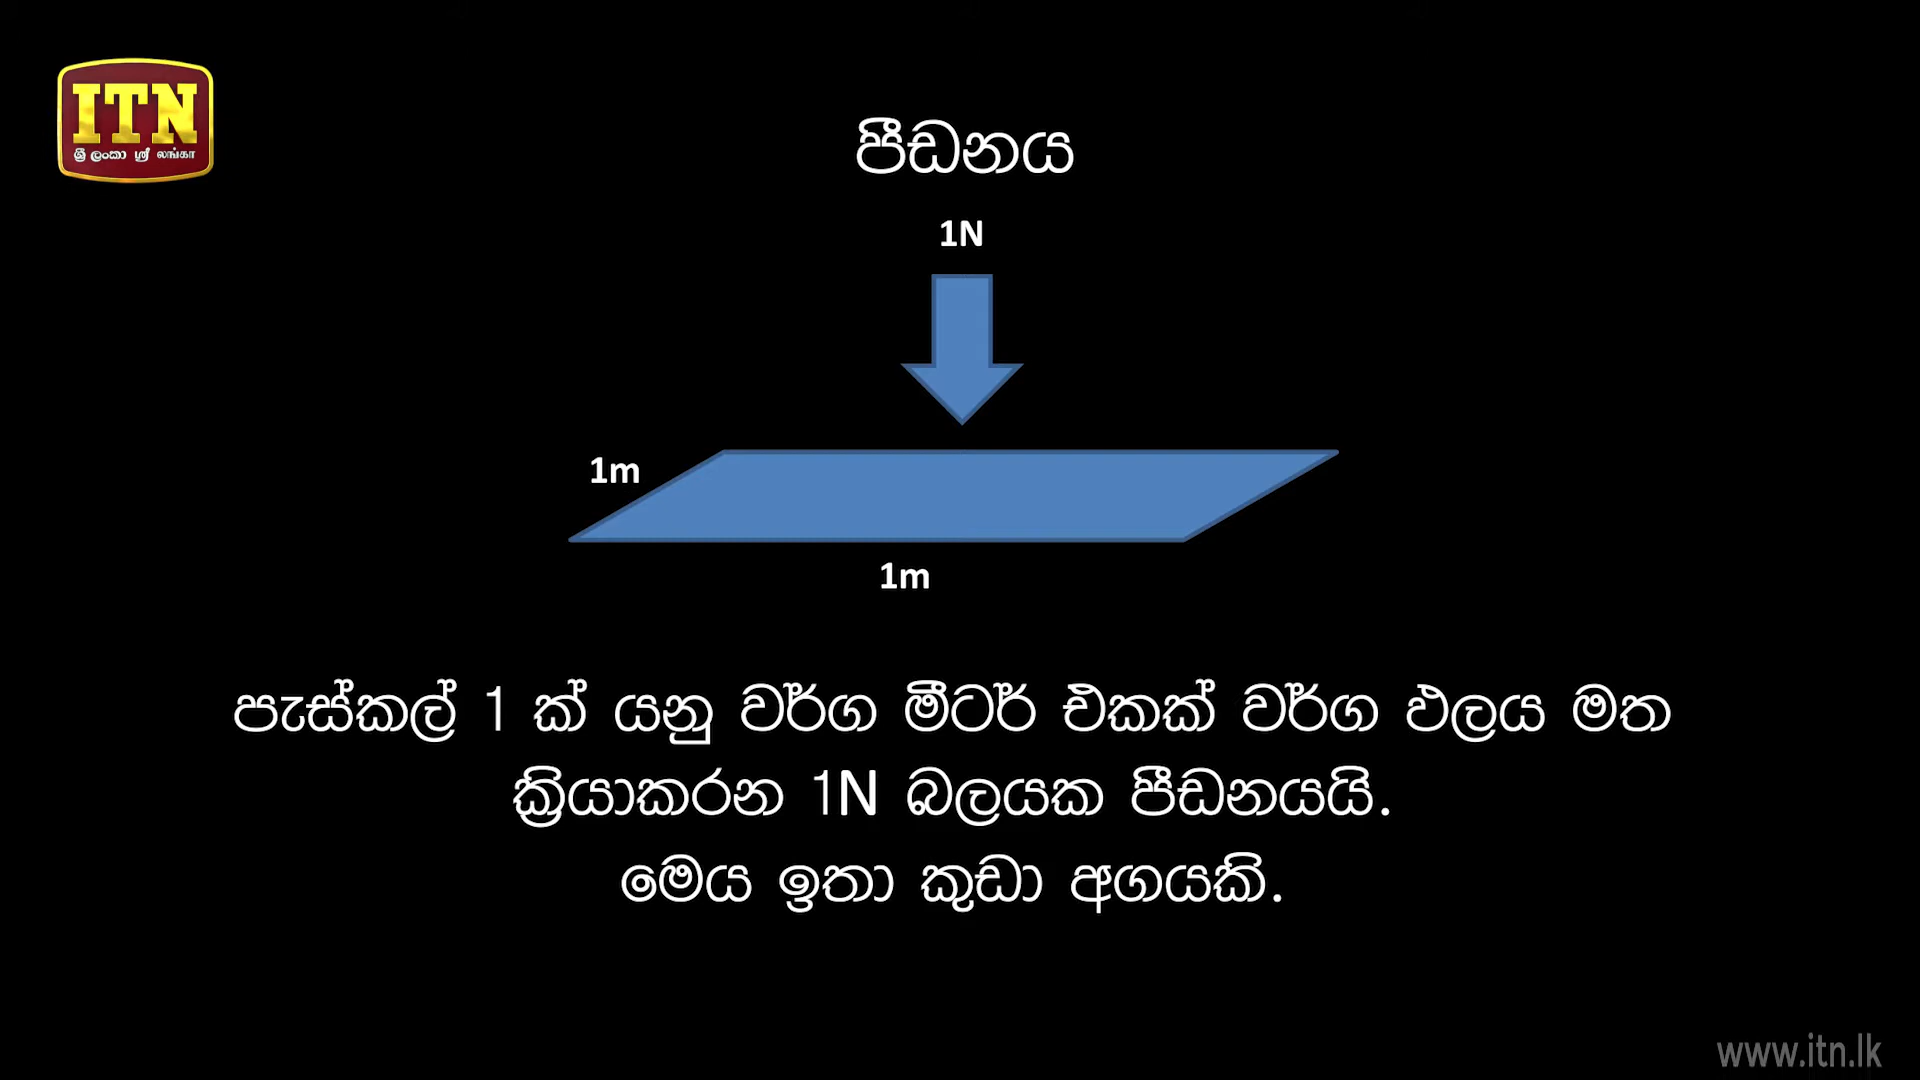 ITN
ශ්‍රී ලංකා ஸ்ரீ லங்கா
පීඩනය
1N
1m
1m
පැස්කල් 1 ක් යනු වර්ග මීටර් එකක් වර්ග ඵලය මත
ක්‍රියාකරන 1N බලයක පීඩනයයි.
මෙය ඉතා කුඩා අගයකි.
www.itn.lk